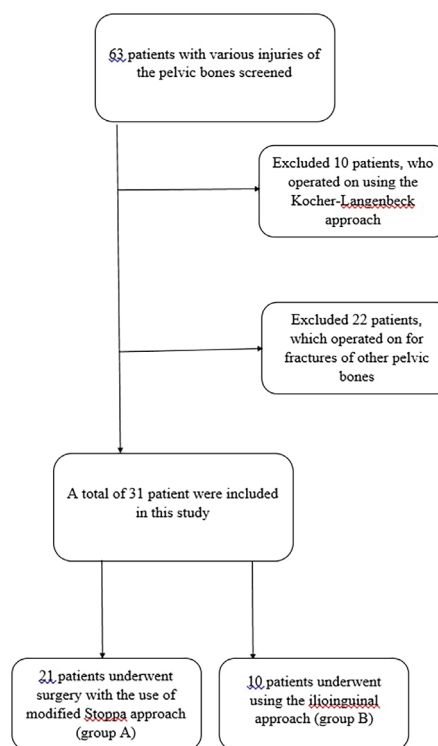 63 patients with various injuries of
the pelvic bones screened
Excluded 10 patients, who
operated on using the
Kocher-Langenbeck
approach
Excluded 22 patients,
which operated on for
fractures of other pelvic
bones
A total of 31 patient were included
in this study
21 patients underwent
surgery with the use of
modified Stoppa approach
(group A)
10 patients underwent
using the ilioinguinal
approach (group B)